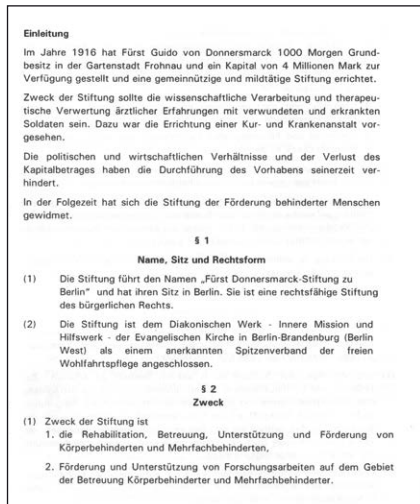 Einleitung
Im Jahre 1916 hat Fürst Guido von Donnersmarck 1000 Morgen Grund-
besitz in der Gartenstadt Frohnau und ein Kapital von 4 Millionen Mark zur
Verfügung gestellt und eine gemeinnützige und mildtätige Stiftung errichtet.
Zweck der Stiftung sollte die wissenschaftliche Verarbeitung und therapeu-
tische Verwertung ärztlicher Erfahrungen mit verwundeten und erkrankten
Soldaten sein. Dazu war die Errichtung einer Kur- und Krankenanstalt vor-
gesehen.
Die politischen und wirtschaftlichen Verhältnisse und der Verlust des
Kapitalbetrages haben die Durchführung des Vorhabens seinerzeit ver-
hindert.
In der Folgezeit hat sich die Stiftung der Förderung behinderter Menschen
gewidmet.
§ 1
Name, Sitz und Rechtsform
(1) Die Stiftung führt den Namen „Fürst Donnersmarck-Stiftung zu
Berlin" und hat ihren Sitz in Berlin. Sie ist eine rechtsfähige Stiftung
des bürgerlichen Rechts.
(2) Die Stiftung ist dem Diakonischen Werk - Innere Mission und
Hilfswerk - der Evangelischen Kirche in Berlin-Brandenburg (Berlin
West) als einem anerkannten Spitzenverband der freien
Wohlfahrtspflege angeschlossen.
§ 2
Zweck
(1) Zweck der Stiftung ist
1. die Rehabilitation, Betreuung, Unterstützung und Förderung von
Körperbehinderten und Mehrfachbehinderten,
2. Förderung und Unterstützung von Forschungsarbeiten auf dem Gebiet
der Betreuung Körperbehinderter und Mehrfachbehinderter.